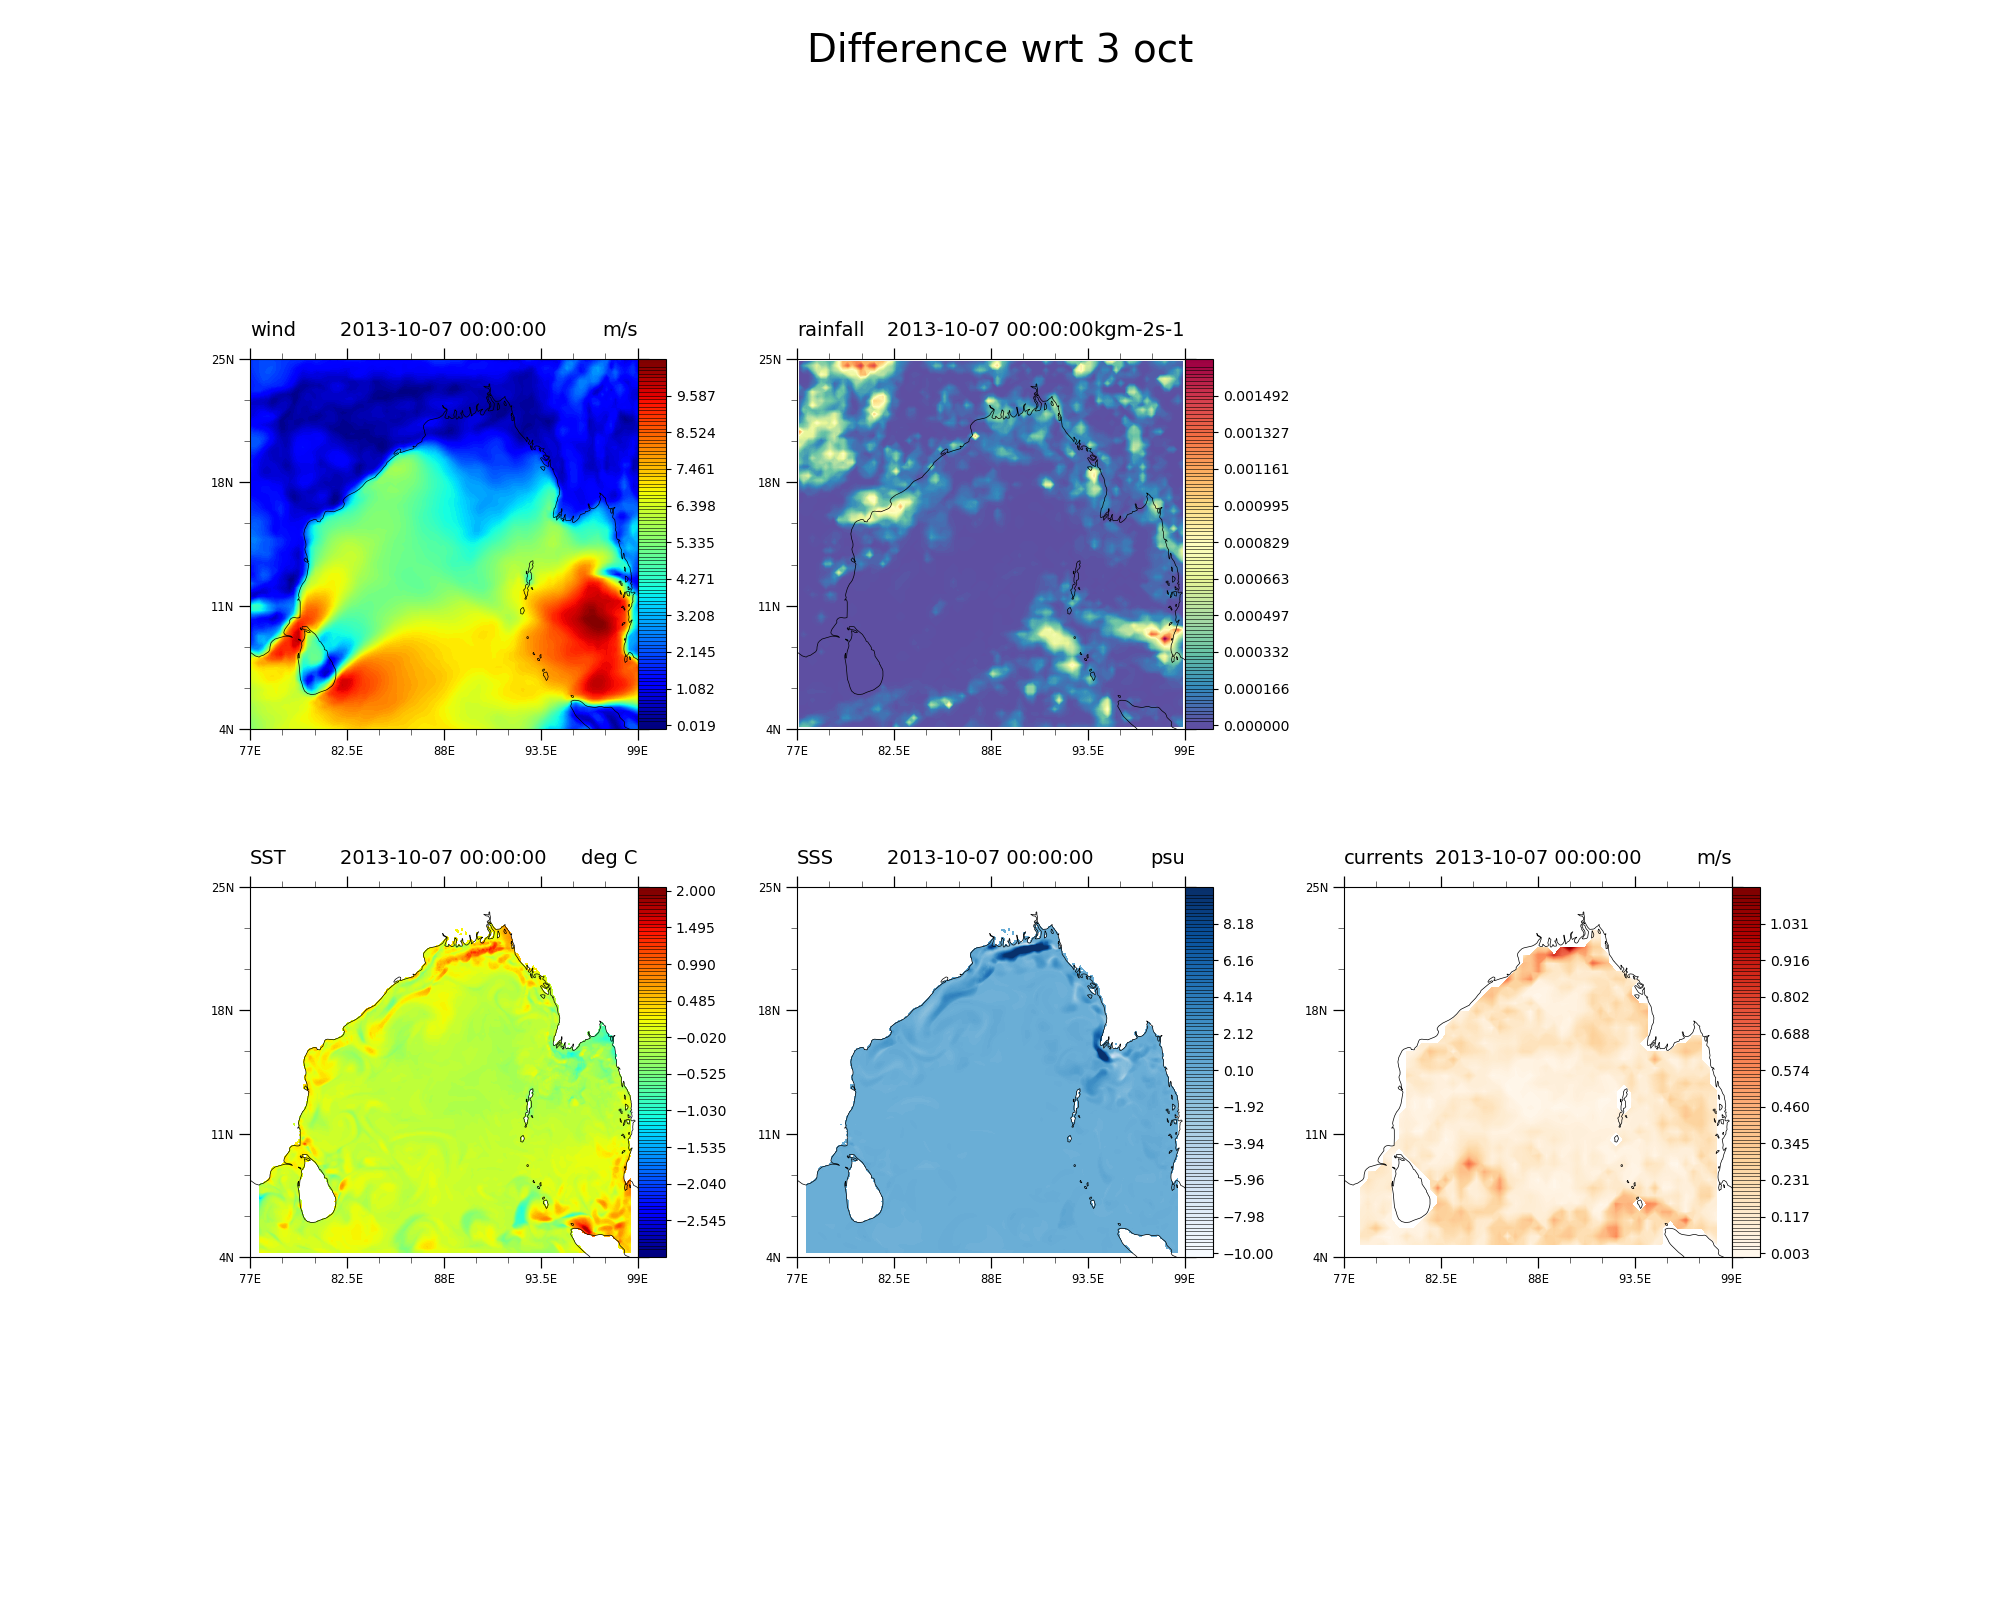 Difference wrt 3 oct
wind 2013-10-07 00:00:00 m/s
25N
18N
11N
4N
77E 82.5E 88E 93.5E 99E
9.587
8.524
7.461
6.398
5.335
4.271
3.208
2.145
1.082
0.019
rainfall 2013-10-07 00:00:00kgm-2s-1
25N
18N
11N
4N
77E 82.5E 88E 93.5E 99E
0.001492
0.001327
0.001161
0.000995
0.000829
0.000663
0.000497
0.000332
0.000166
0.000000
SST 2013-10-07 00:00:00 deg C
25N
18N
11N
4N
77E 82.5E 88E 93.5E 99E
2.000
1.495
0.990
0.485
−0.020
−0.525
−1.030
−1.535
−2.040
−2.545
SSS 2013-10-07 00:00:00 psu
25N
18N
11N
4N
77E 82.5E 88E 93.5E 99E
8.18
6.16
4.14
2.12
0.10
−1.92
−3.94
−5.96
−7.98
−10.00
currents 2013-10-07 00:00:00 m/s
25N
18N
11N
4N
77E 82.5E 88E 93.5E 99E
1.031
0.916
0.802
0.688
0.574
0.460
0.345
0.231
0.117
0.003